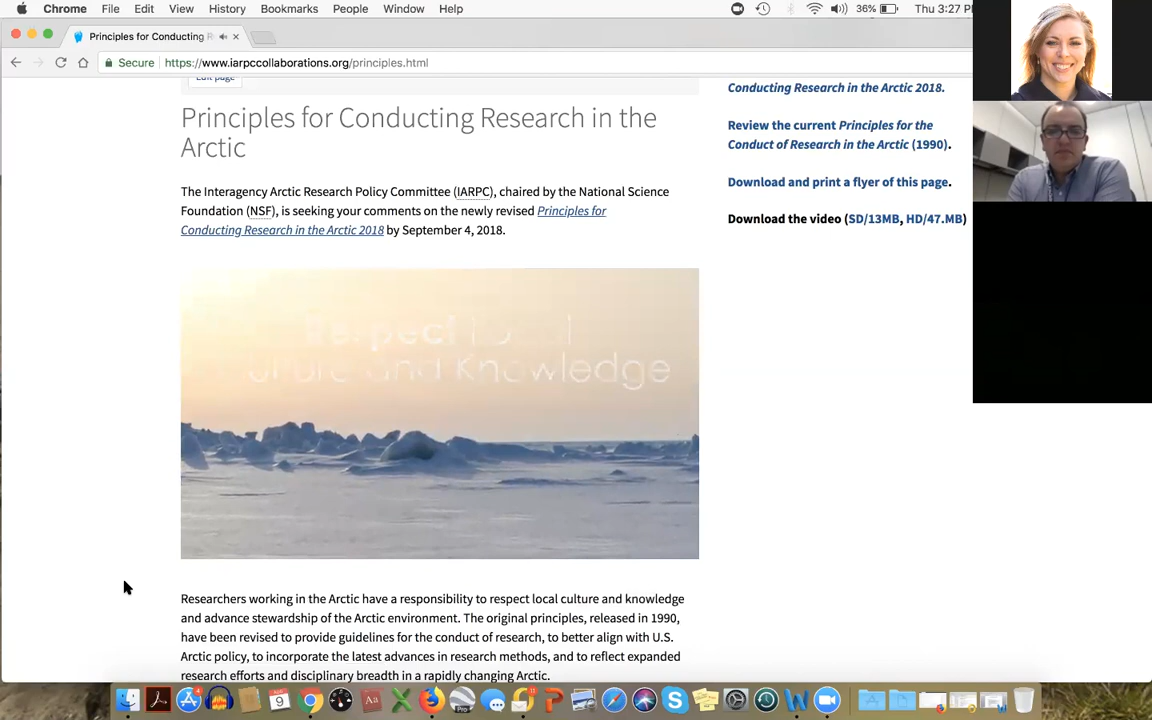 Chrome File Edit View History Bookmarks People Window Help 36% Thu 3:27
Principles for Conducting
Secure https://www.iarpccollaborations.org/principles.html
Edit page
Principles for Conducting Research in the
Arctic
The Interagency Arctic Research Policy Committee (IARPC), chaired by the National Science
Foundation (NSF), is seeking your comments on the newly revised Principles for
Conducting Research in the Arctic 2018 by September 4, 2018.
Respect Local
Culture and Knowledge
Researchers working in the Arctic have a responsibility to respect local culture and knowledge
and advance stewardship of the Arctic environment. The original principles, released in 1990,
have been revised to provide guidelines for the conduct of research, to better align with U.S.
Arctic policy, to incorporate the latest advances in research methods, and to reflect expanded
research efforts and disciplinary breadth in a rapidly changing Arctic.
Conducting Research in the Arctic 2018.
Review the current Principles for the
Conduct of Research in the Arctic (1990).
Download and print a flyer of this page.
Download the video (SD/13MB, HD/47.MB)